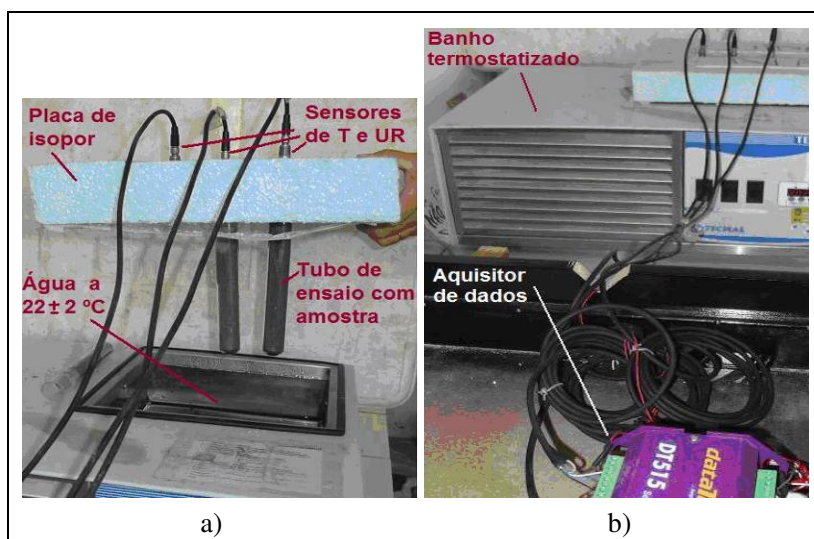 Placa de
isopor
Sensores
de T e UR
Água a
22± 2 ºC
Tubo de
ensaio com
amostra
a)
Banho
termostatizado
TECNAL
Aquisitor
de dados
DT515
b)